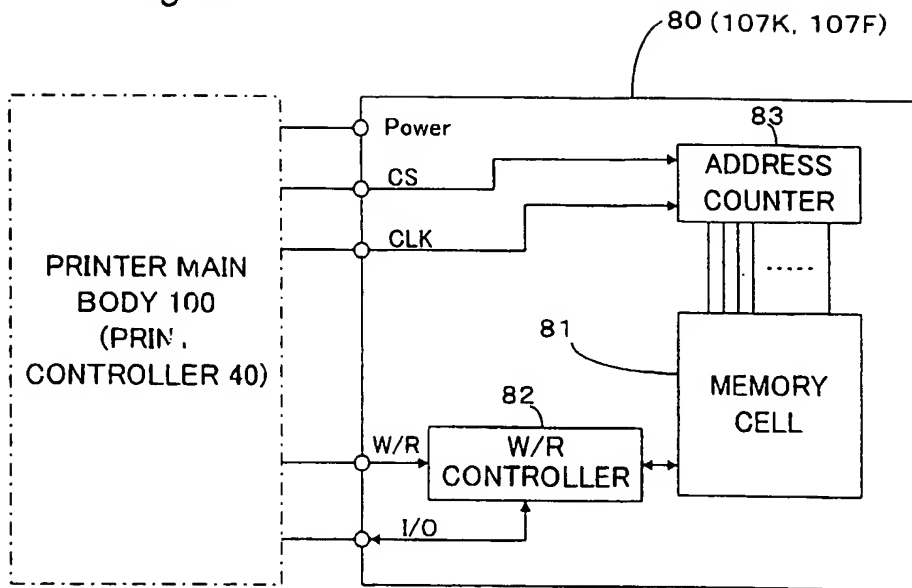 80 (107K, 107F)
Power
83
CS
ADDRESS
COUNTER
CLK
PRINTER MAIN
BODY 100
CONTROLLER 40)
81
MEMORY
CELL
82
W/R
W/R
CONTROLLER
I/O